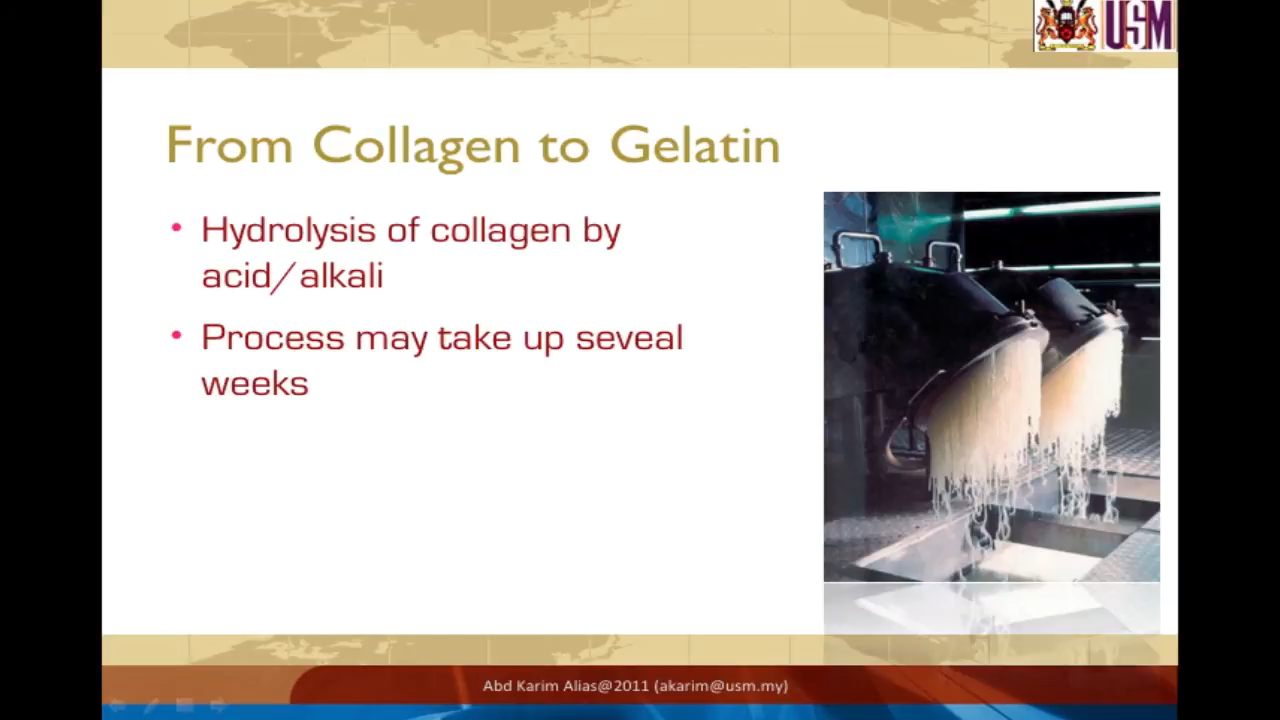 USM
From Collagen to Gelatin
• Hydrolysis of collagen by
acid/alkali
• Process may take up seveal
weeks
Abd Karim Alias@2011 (akarim@usm.my)